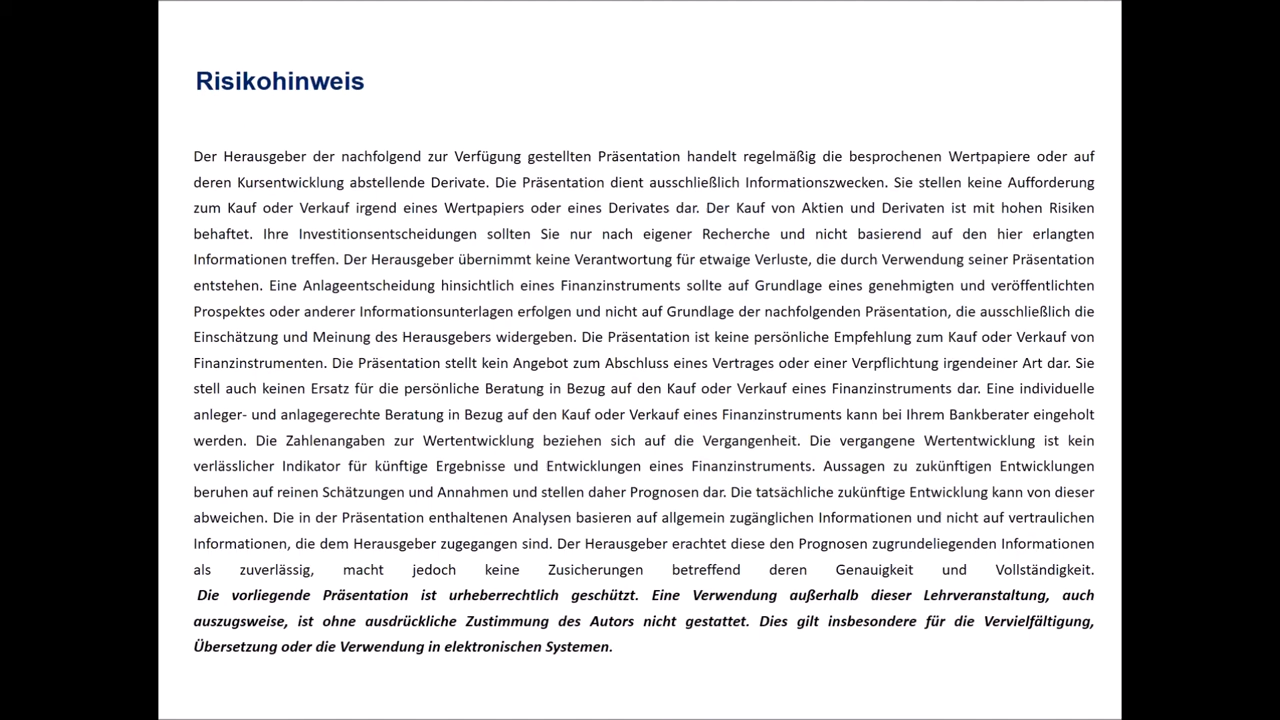 Risikohinweis
Der Herausgeber der nachfolgend zur Verfügung gestellten Präsentation handelt regelmäßig die besprochenen Wertpapiere oder auf
deren Kursentwicklung abstellende Derivate. Die Präsentation dient ausschließlich Informationszwecken. Sie stellen keine Aufforderung
zum Kauf oder Verkauf irgend eines Wertpapiers oder eines Derivates dar. Der Kauf von Aktien und Derivaten ist mit hohen Risiken
behaftet. Ihre Investitionsentscheidungen sollten Sie nur nach eigener Recherche und nicht basierend auf den hier erlangten
Informationen treffen. Der Herausgeber übernimmt keine Verantwortung für etwaige Verluste, die durch Verwendung seiner Präsentation
entstehen. Eine Anlageentscheidung hinsichtlich eines Finanzinstruments sollte auf Grundlage eines genehmigten und veröffentlichten
Prospektes oder anderer Informationsunterlagen erfolgen und nicht auf Grundlage der nachfolgenden Präsentation, die ausschließlich die
Einschätzung und Meinung des Herausgebers widergeben. Die Präsentation ist keine persönliche Empfehlung zum Kauf oder Verkauf von
Finanzinstrumenten. Die Präsentation stellt kein Angebot zum Abschluss eines Vertrages oder einer Verpflichtung irgendeiner Art dar. Sie
stell auch keinen Ersatz für die persönliche Beratung in Bezug auf den Kauf oder Verkauf eines Finanzinstruments dar. Eine individuelle
anleger- und anlagegerechte Beratung in Bezug auf den Kauf oder Verkauf eines Finanzinstruments kann bei Ihrem Bankberater eingeholt
werden. Die Zahlenangaben zur Wertentwicklung beziehen sich auf die Vergangenheit. Die vergangene Wertentwicklung ist kein
verlässlicher Indikator für künftige Ergebnisse und Entwicklungen eines Finanzinstruments. Aussagen zu zukünftigen Entwicklungen
beruhen auf reinen Schätzungen und Annahmen und stellen daher Prognosen dar. Die tatsächliche zukünftige Entwicklung kann von dieser
abweichen. Die in der Präsentation enthaltenen Analysen basieren auf allgemein zugänglichen Informationen und nicht auf vertraulichen
Informationen, die dem Herausgeber zugegangen sind. Der Herausgeber erachtet diese den Prognosen zugrundeliegenden Informationen
als zuverlässig, macht jedoch keine Zusicherungen betreffend deren Genauigkeit und Vollständigkeit.
Die vorliegende Präsentation ist urheberrechtlich geschützt. Eine Verwendung außerhalb dieser Lehrveranstaltung, auch
auszugsweise, ist ohne ausdrückliche Zustimmung des Autors nicht gestattet. Dies gilt insbesondere für die Vervielfältigung,
Übersetzung oder die Verwendung in elektronischen Systemen.